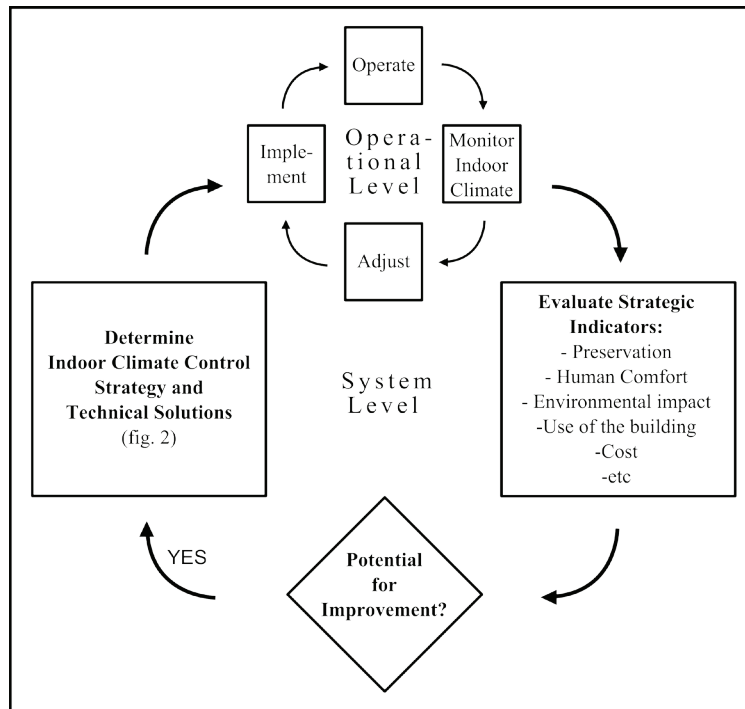 Operate
Imple-
ment
Opera-
tional
Level
Monitor
Indoor
Climate
Adjust
Determine
Indoor Climate Control
Strategy and
Technical Solutions
(fig. 2)
System
Level
Evaluate Strategic
Indicators:
- Preservation
- Human Comfort
- Environmental impact
-Use of the building
-Cost
-etc
YES
Potential
for
Improvement?